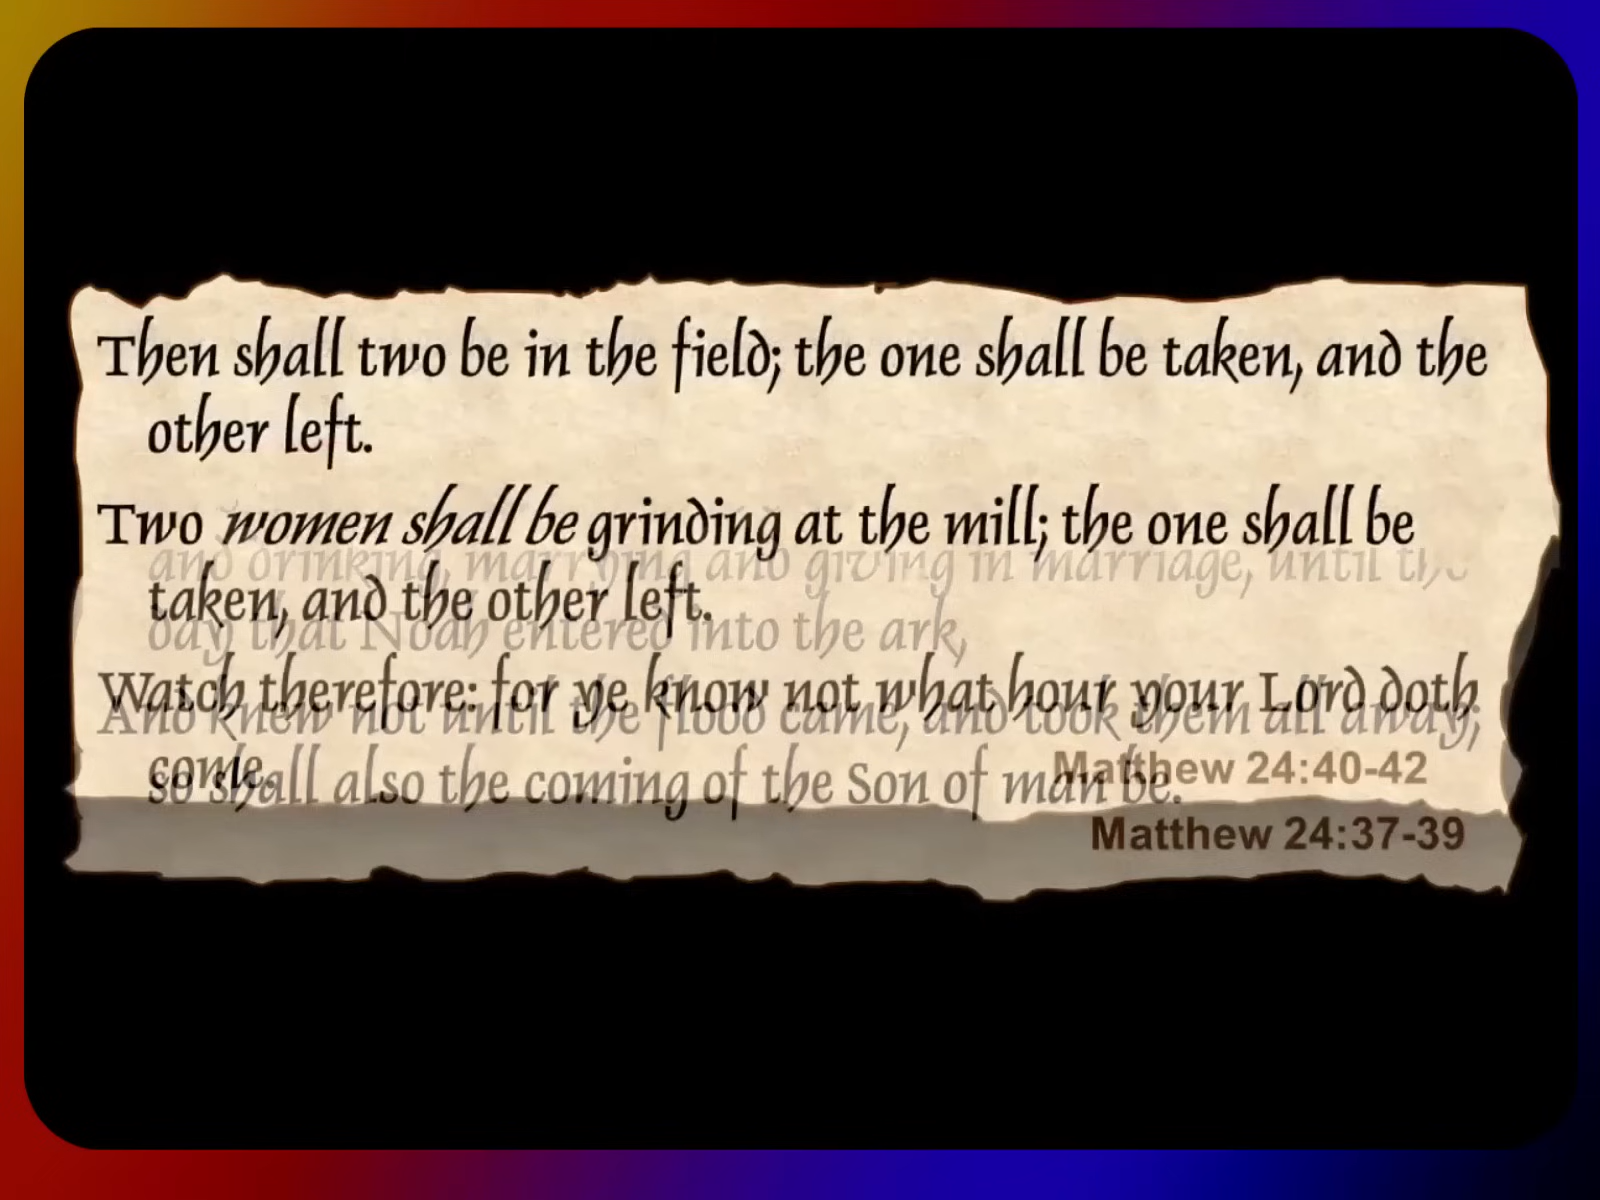 Then shall two be in the field; the one shall be taken, and the
other left.
Two women shall be grinding at the mill; the one shall be
and drinking, marrying and giving in marriage, until the
taken, and the other left.
day that Noah entered into the ark,
Watch therefore: for ye know not what hour your Lord doth
And knew not until the flood came, and took them all away;
come.
so shall also the coming of the Son of man be.
Matthew 24:40-42
Matthew 24:37-39